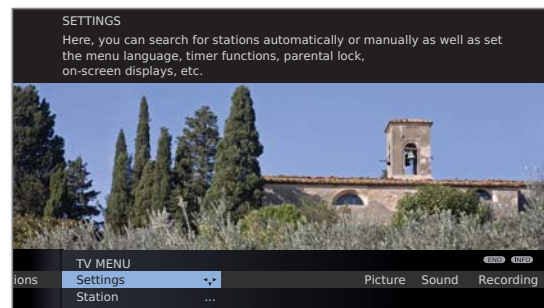 SETTINGS
Here, you can search for stations automatically or manually as well as set
the menu language, timer functions, parental lock,
on-screen displays, etc.
TV MENU
END INFO
ions Settings Picture Sound Recording
Station ...